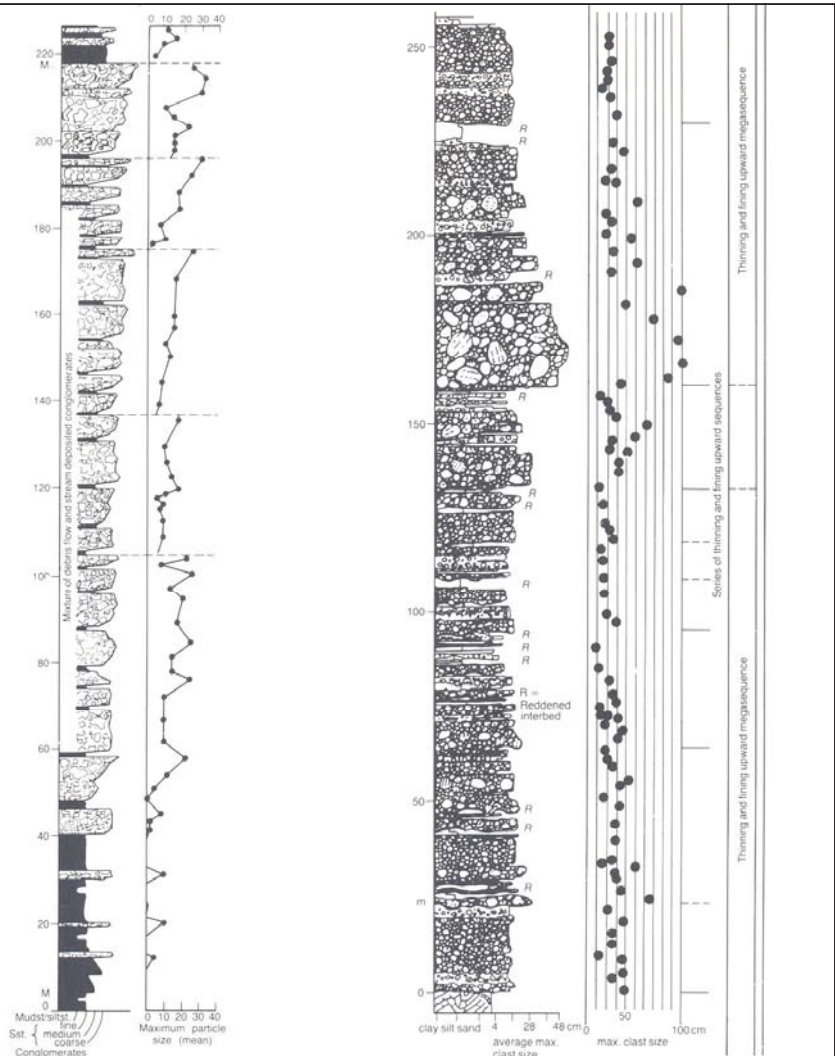 0 10 20 30 40
220
M
200
180
160
140
120
100
80
60
40
20
M
0
Mixture of debris flow and stream deposited conglomerates
Mudst/siltst.
fine
Sst. { medium
coarse
Conglomerates
0 10 20 30 40
Maximum particle
size (mean)
250
200
150
100
50
m
0
R
R
R
R
R
R
R
R
R
R
R =
Reddened
interbed
R
R
R
clay silt sand 4 28 48 cm
average max.
clast size
0 50 100 cm
max. clast size
Series of thinning and fining upward sequences
Thinning and fining upward megasequence
Thinning and fining upward megasequence